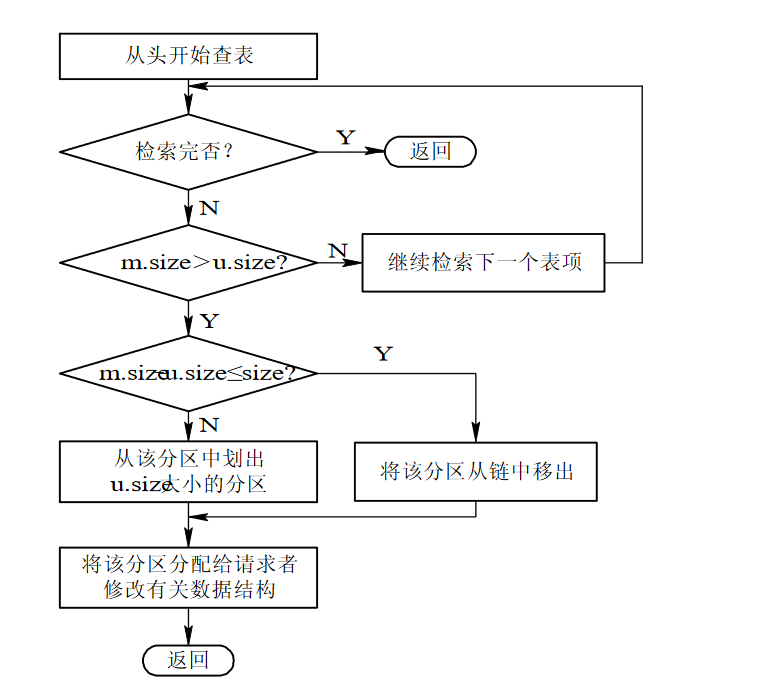 从头开始查表
检索完否？
Y
返回
N
m.size＞u.size?
N
继续检索下一个表项
Y
m.size-u.size≤size?
Y
N
从该分区中划出
u.size大小的分区
将该分区从链中移出
将该分区分配给请求者
修改有关数据结构
返回